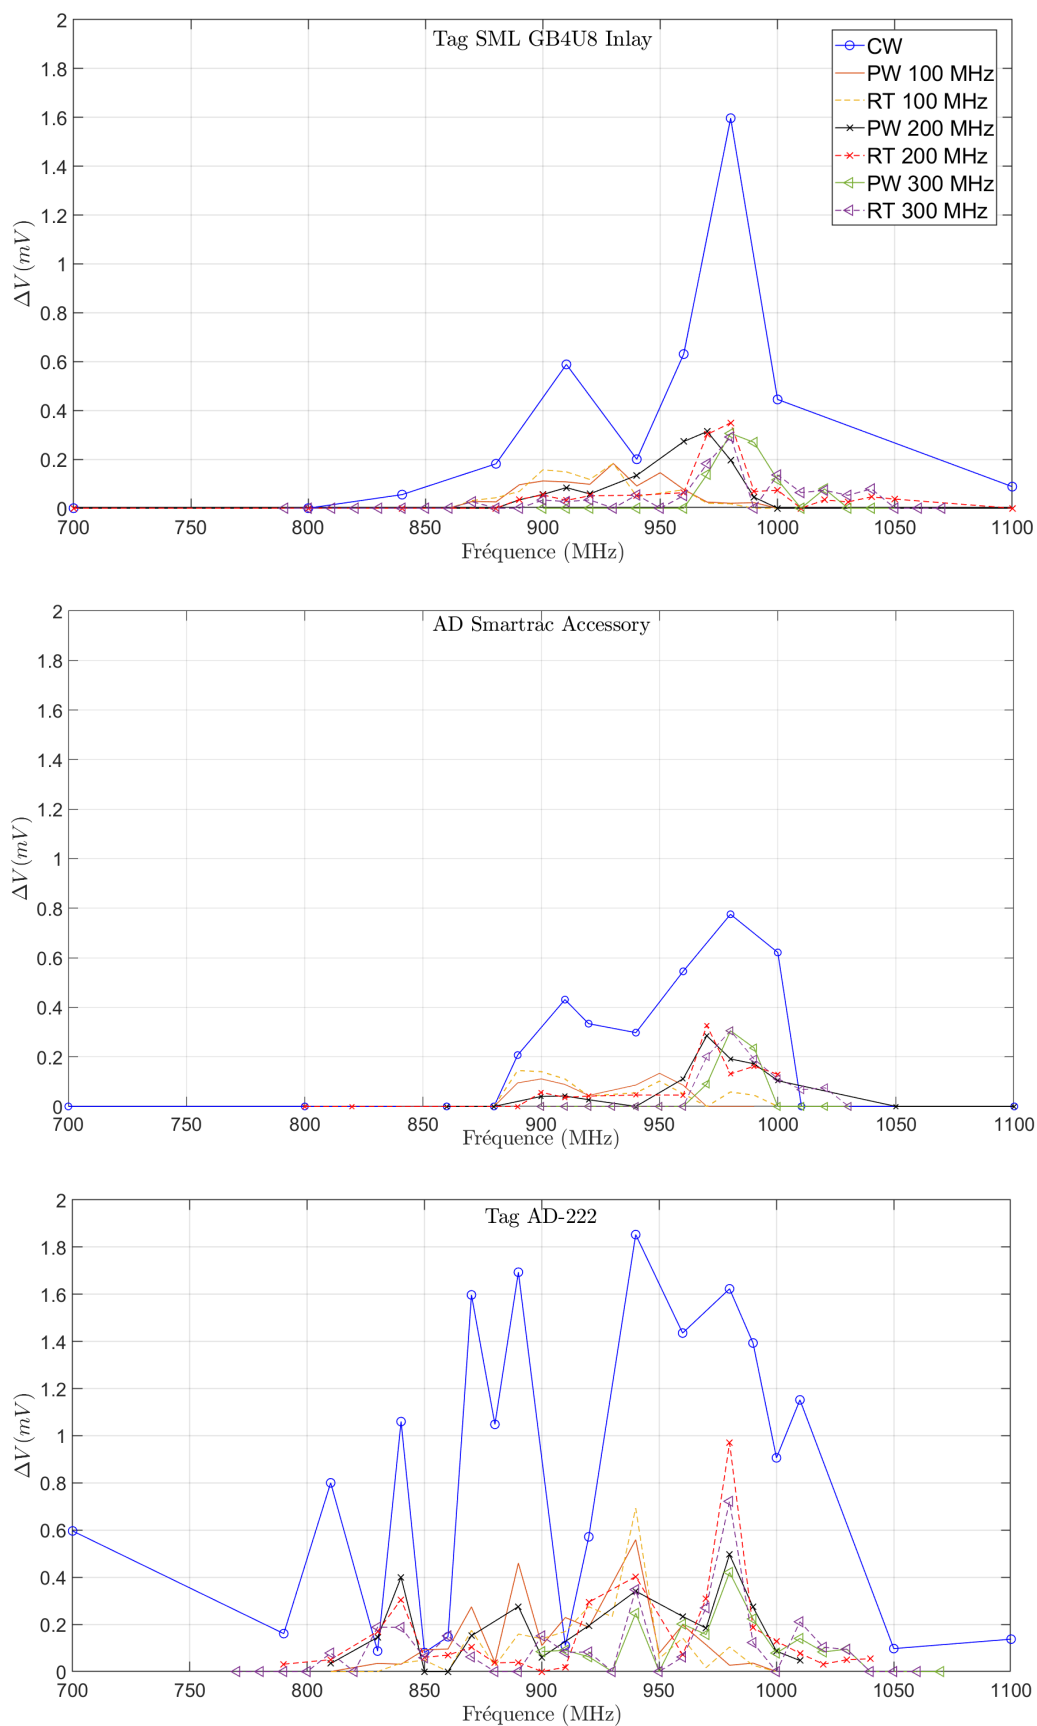 Tag SML GB4U8 Inlay
CW
PW 100 MHz
RT 100 MHz
PW 200 MHz
RT 200 MHz
PW 300 MHz
RT 300 MHz
2
1.8
1.6
1.4
1.2
1
0.8
0.6
0.4
0.2
0
ΔV(mV)
700 750 800 850 900 950 1000 1050 1100
Fréquence (MHz)
AD Smartrac Accessory
2
1.8
1.6
1.4
1.2
1
0.8
0.6
0.4
0.2
0
ΔV(mV)
700 750 800 850 900 950 1000 1050 1100
Fréquence (MHz)
Tag AD-222
2
1.8
1.6
1.4
1.2
1
0.8
0.6
0.4
0.2
0
ΔV(mV)
700 750 800 850 900 950 1000 1050 1100
Fréquence (MHz)